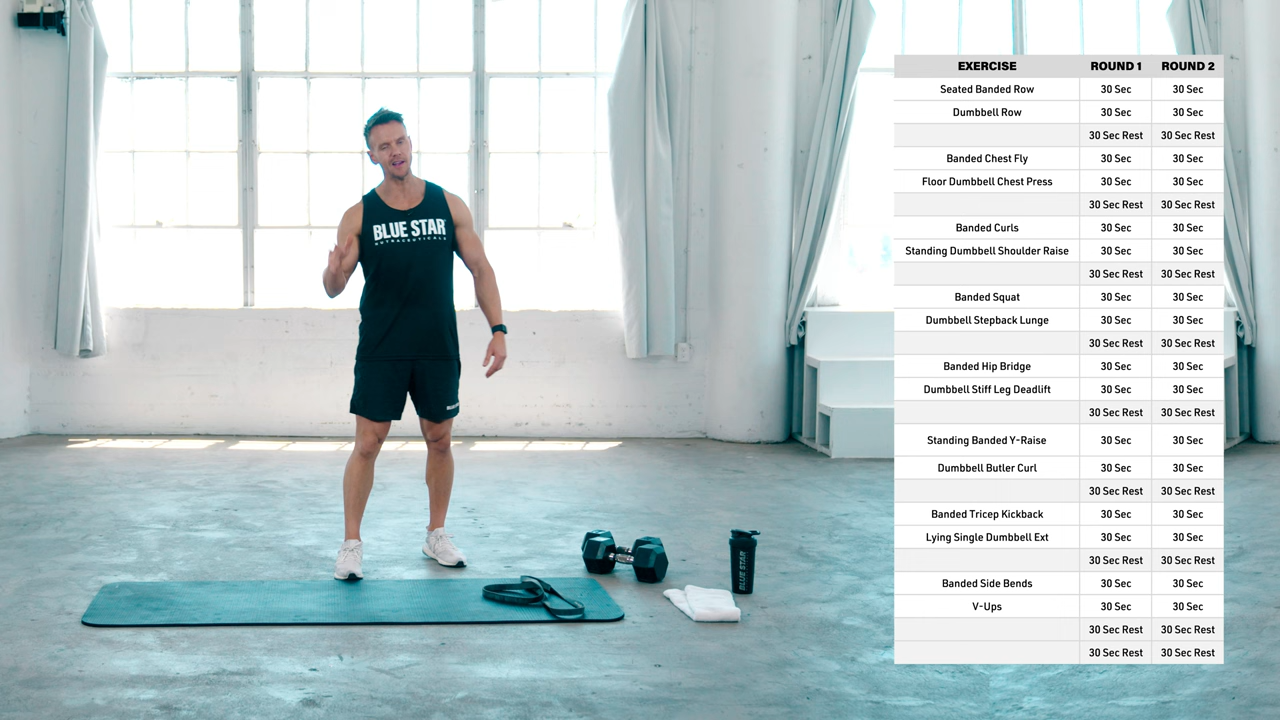 BLUE STAR
NUTRACEUTICALS
BLUE STAR
EXERCISE ROUND 1 ROUND 2
Seated Banded Row 30 Sec 30 Sec
Dumbbell Row 30 Sec 30 Sec
30 Sec Rest 30 Sec Rest
Banded Chest Fly 30 Sec 30 Sec
Floor Dumbbell Chest Press 30 Sec 30 Sec
30 Sec Rest 30 Sec Rest
Banded Curls 30 Sec 30 Sec
Standing Dumbbell Shoulder Raise 30 Sec 30 Sec
30 Sec Rest 30 Sec Rest
Banded Squat 30 Sec 30 Sec
Dumbbell Stepback Lunge 30 Sec 30 Sec
30 Sec Rest 30 Sec Rest
Banded Hip Bridge 30 Sec 30 Sec
Dumbbell Stiff Leg Deadlift 30 Sec 30 Sec
30 Sec Rest 30 Sec Rest
Standing Banded Y-Raise 30 Sec 30 Sec
Dumbbell Butler Curl 30 Sec 30 Sec
30 Sec Rest 30 Sec Rest
Banded Tricep Kickback 30 Sec 30 Sec
Lying Single Dumbbell Ext 30 Sec 30 Sec
30 Sec Rest 30 Sec Rest
Banded Side Bends 30 Sec 30 Sec
V-Ups 30 Sec 30 Sec
30 Sec Rest 30 Sec Rest
30 Sec Rest 30 Sec Rest